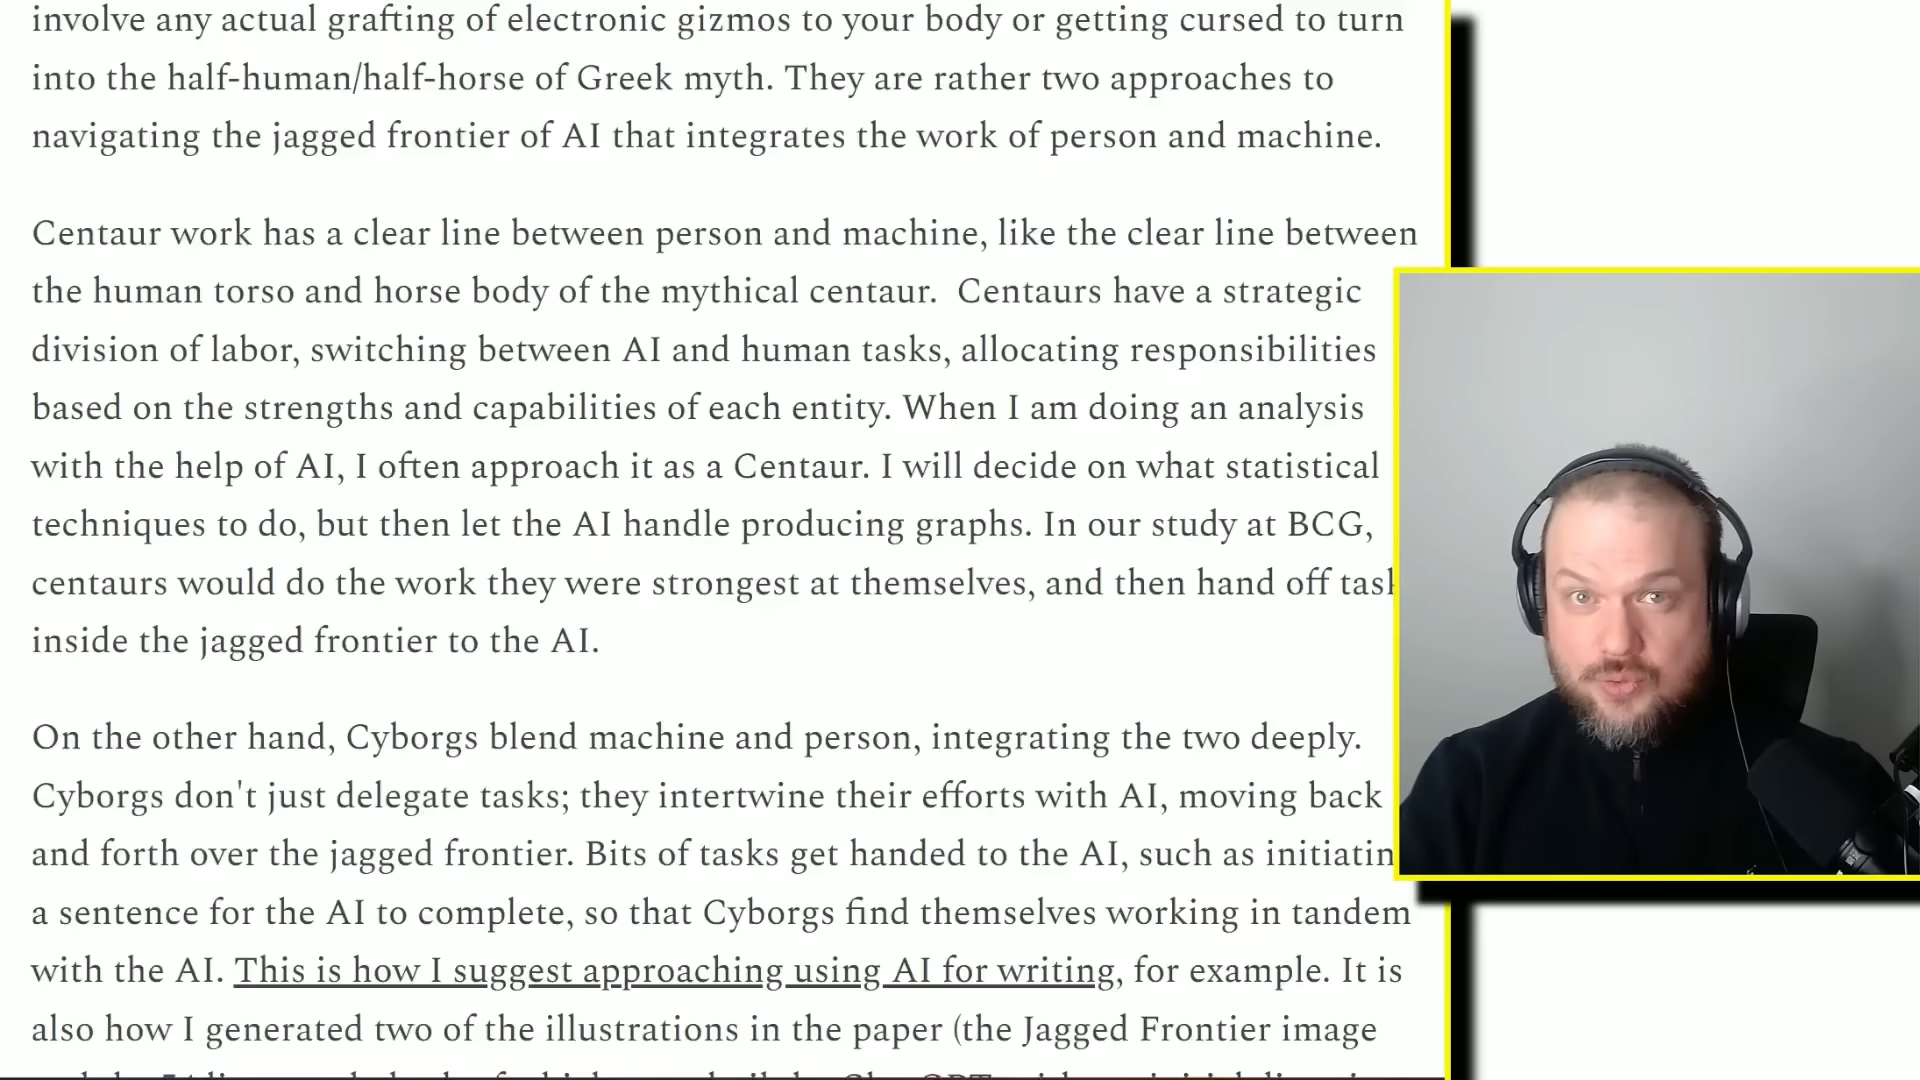 involve any actual grafting of electronic gizmos to your body or getting cursed to turn
into the half-human/half-horse of Greek myth. They are rather two approaches to
navigating the jagged frontier of AI that integrates the work of person and machine.
Centaur work has a clear line between person and machine, like the clear line between
the human torso and horse body of the mythical centaur.  Centaurs have a strategic
division of labor, switching between AI and human tasks, allocating responsibilities
based on the strengths and capabilities of each entity. When I am doing an analysis
with the help of AI, I often approach it as a Centaur. I will decide on what statistical
techniques to do, but then let the AI handle producing graphs. In our study at BCG,
centaurs would do the work they were strongest at themselves, and then hand off
inside the jagged frontier to the AI.
On the other hand, Cyborgs blend machine and person, integrating the two deeply.
Cyborgs don't just delegate tasks; they intertwine their efforts with AI, moving back
and forth over the jagged frontier. Bits of tasks get handed to the AI, such as initiatin
a sentence for the AI to complete, so that Cyborgs find themselves working in tandem
with the AI. This is how I suggest approaching using AI for writing, for example. It is
also how I generated two of the illustrations in the paper (the Jagged Frontier image